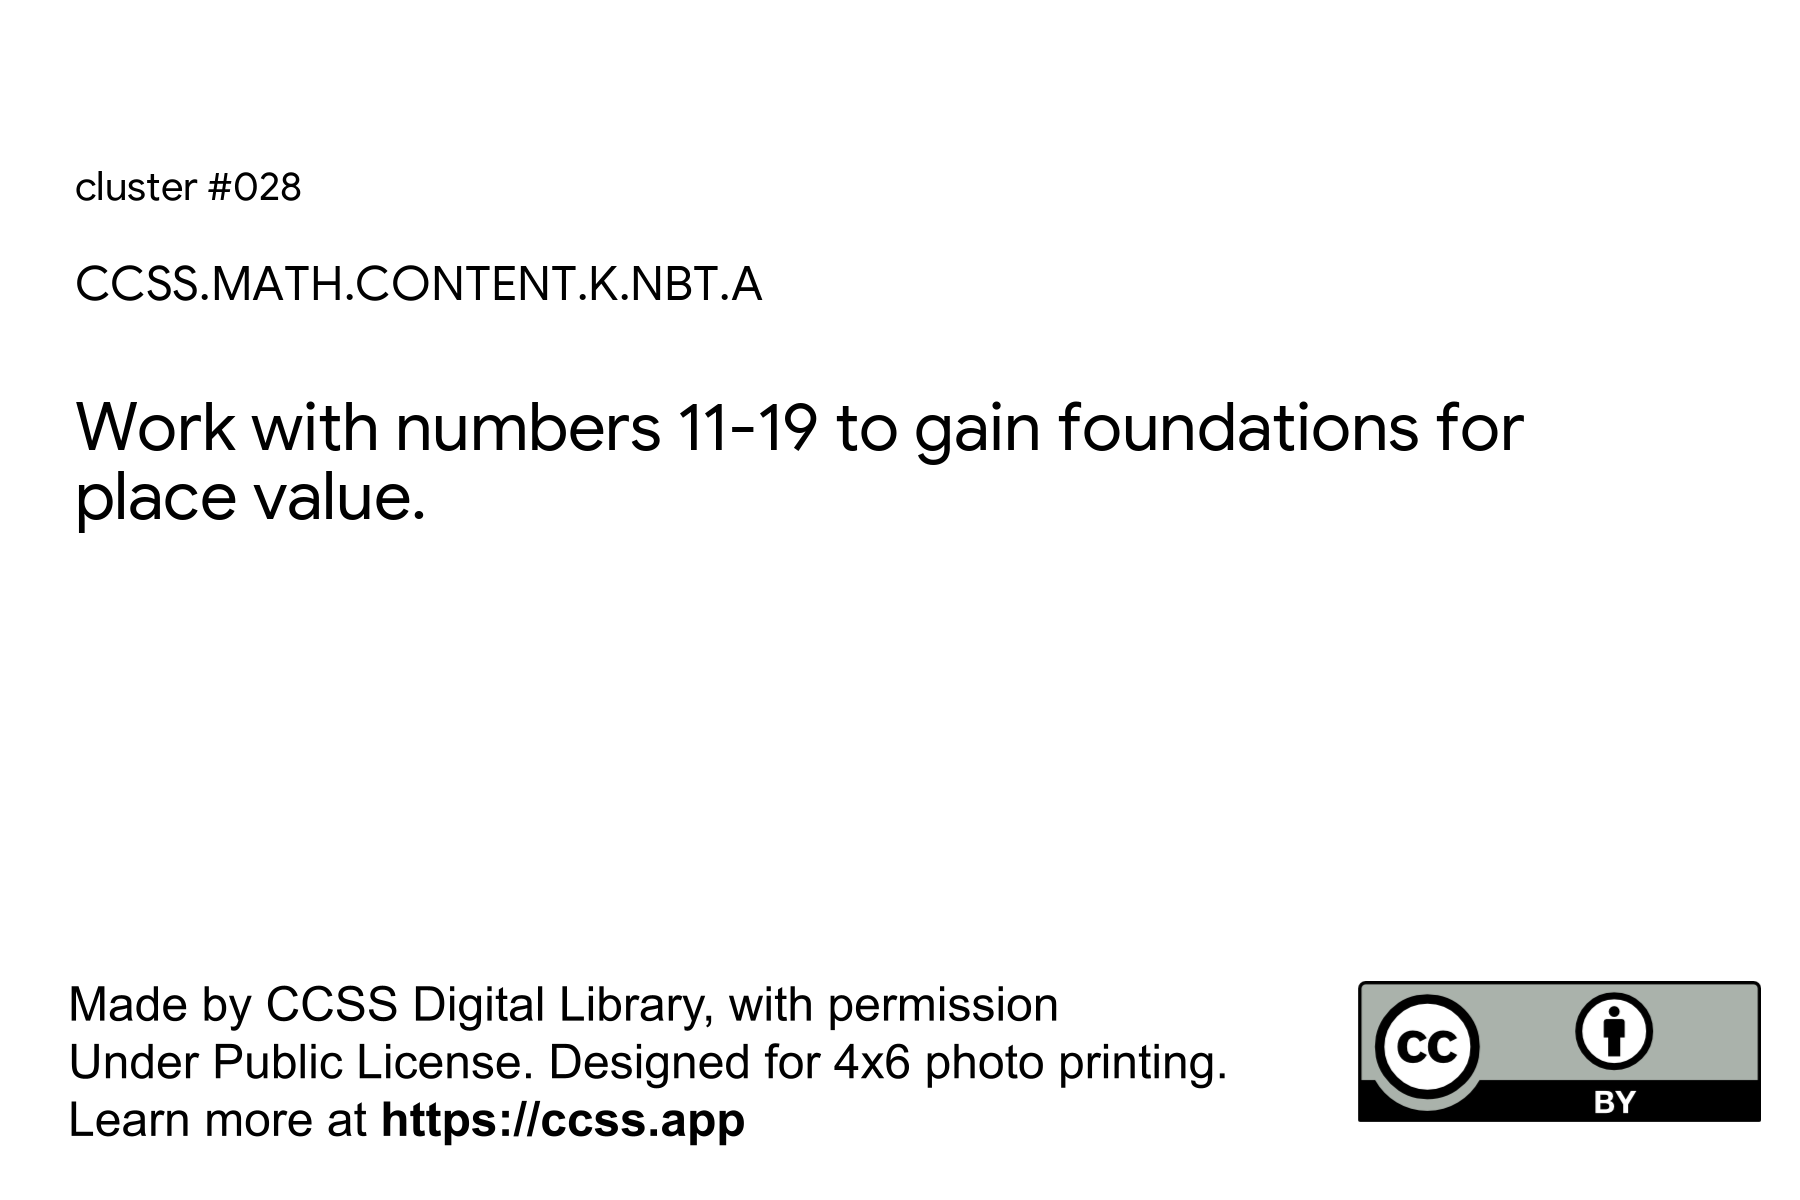 cluster #028
CCSS.MATH.CONTENT.K.NBT.A
Work with numbers 11-19 to gain foundations for
place value.
Made by CCSS Digital Library, with permission
Under Public License. Designed for 4x6 photo printing.
Learn more at https://ccss.app
cc
BY